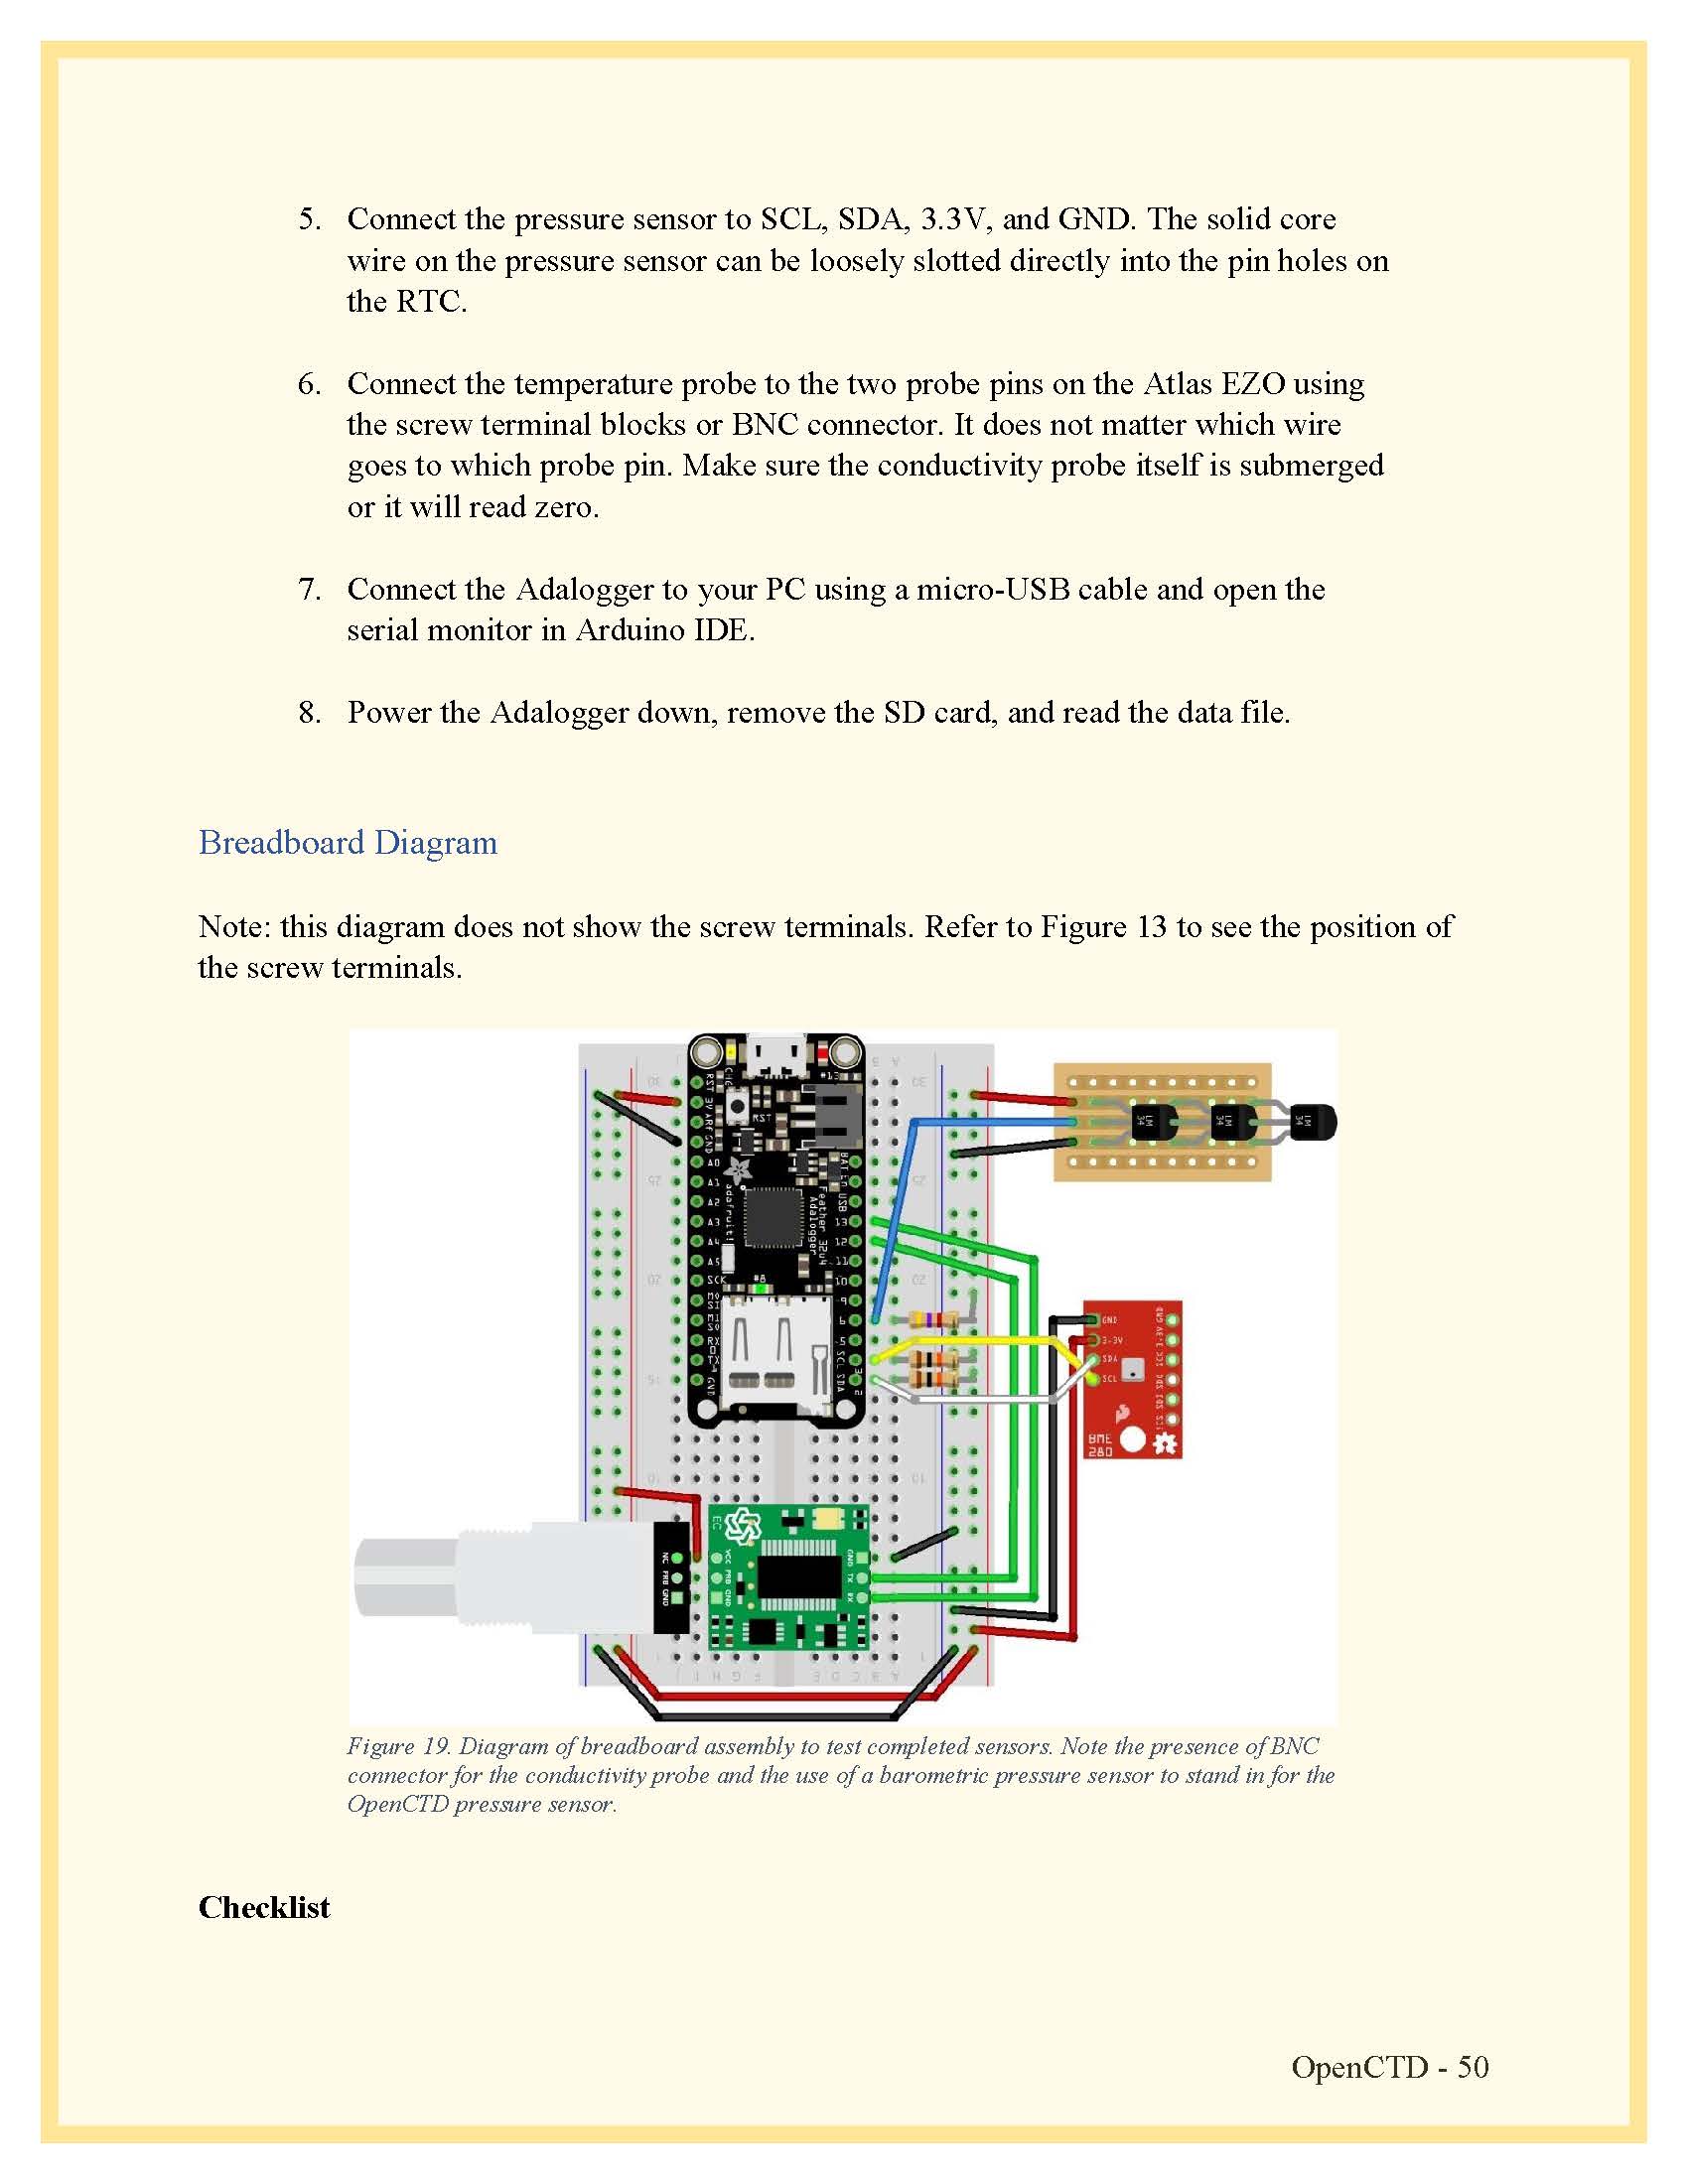 5. Connect the pressure sensor to SCL, SDA, 3.3V, and GND. The solid core
wire on the pressure sensor can be loosely slotted directly into the pin holes on
the RTC.
6. Connect the temperature probe to the two probe pins on the Atlas EZO using
the screw terminal blocks or BNC connector. It does not matter which wire
goes to which probe pin. Make sure the conductivity probe itself is submerged
or it will read zero.
7. Connect the Adalogger to your PC using a micro-USB cable and open the
serial monitor in Arduino IDE.
8. Power the Adalogger down, remove the SD card, and read the data file.
Breadboard Diagram
Note: this diagram does not show the screw terminals. Refer to Figure 13 to see the position of
the screw terminals.
RST
3V
GND
A0
A1
A2
A3
A4
A5
SCK
#13
RST
adafruit!
Feather 32u4
Adalogger
#8
USB
13
12
11
10
9
6
5
SCL
SDA
LM
34
LM
34
LM
34
GND
3-3V
SDA
SCL
BME
280
NC
PRB
GND
EC
VCC
PRB
GND
GND
TX
RX
Figure 19. Diagram of breadboard assembly to test completed sensors. Note the presence of BNC
connector for the conductivity probe and the use of a barometric pressure sensor to stand in for the
OpenCTD pressure sensor.
Checklist
OpenCTD - 50